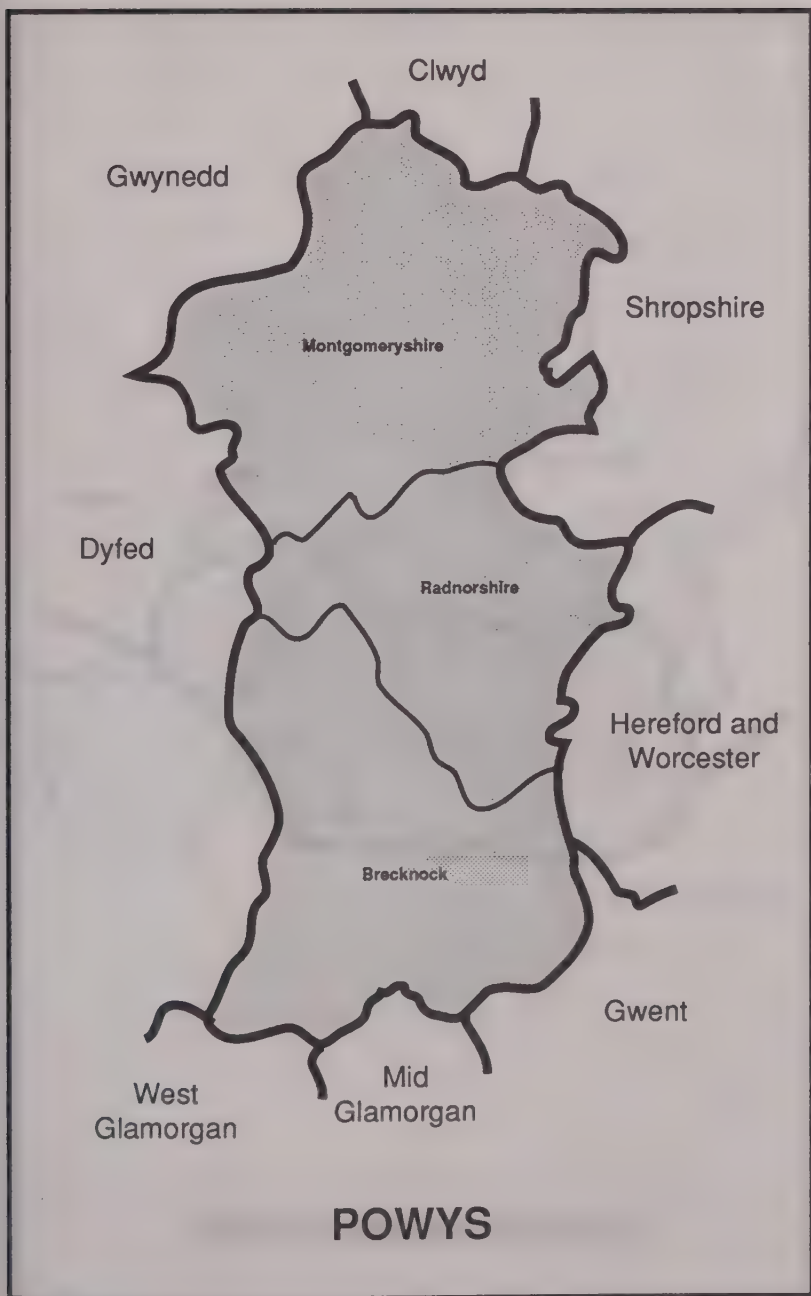 Clwyd
Gwynedd
Shropshire
Montgomeryshire
Dyfed
Radnorshire
Hereford and
Worcester
Brecknock
Gwent
West
Glamorgan
Mid
Glamorgan
POWYS